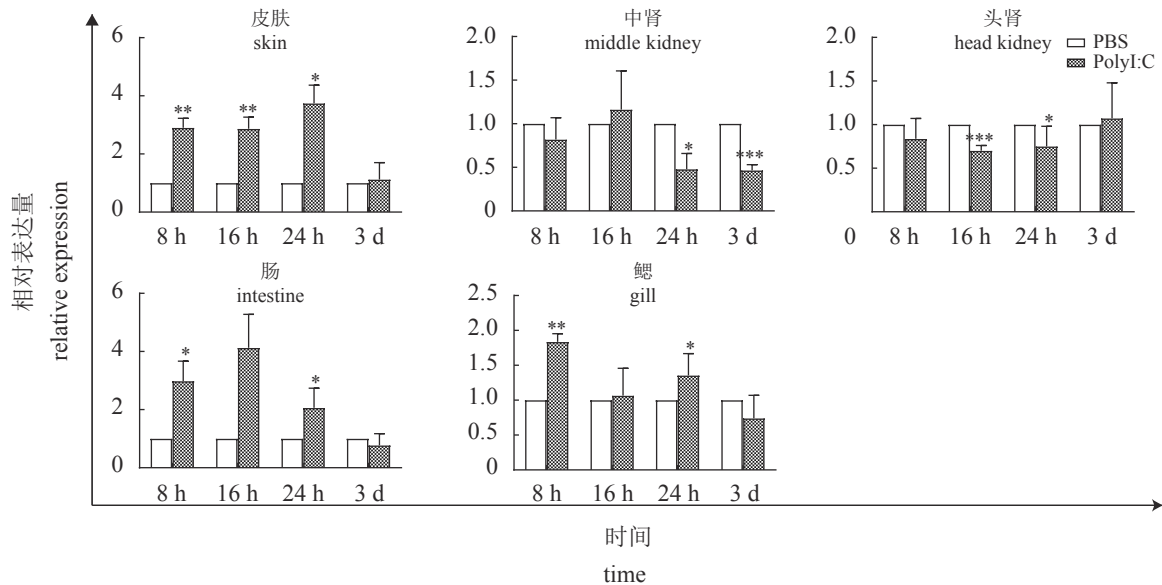 皮肤
skin
6
4
2
0
**
**
*
8 h 16 h 24 h 3 d
中肾
middle kidney
2.0
1.5
1.0
0.5
0
*
***
8 h 16 h 24 h 3 d
头肾
head kidney
PBS
PolyI:C
2.0
1.5
1.0
0.5
0
***
*
8 h 16 h 24 h 3 d
肠
intestine
6
4
2
0
*
*
8 h 16 h 24 h 3 d
鳃
gill
2.5
2.0
1.5
1.0
0.5
0
**
*
8 h 16 h 24 h 3 d
相对表达量
relative expression
时间
time